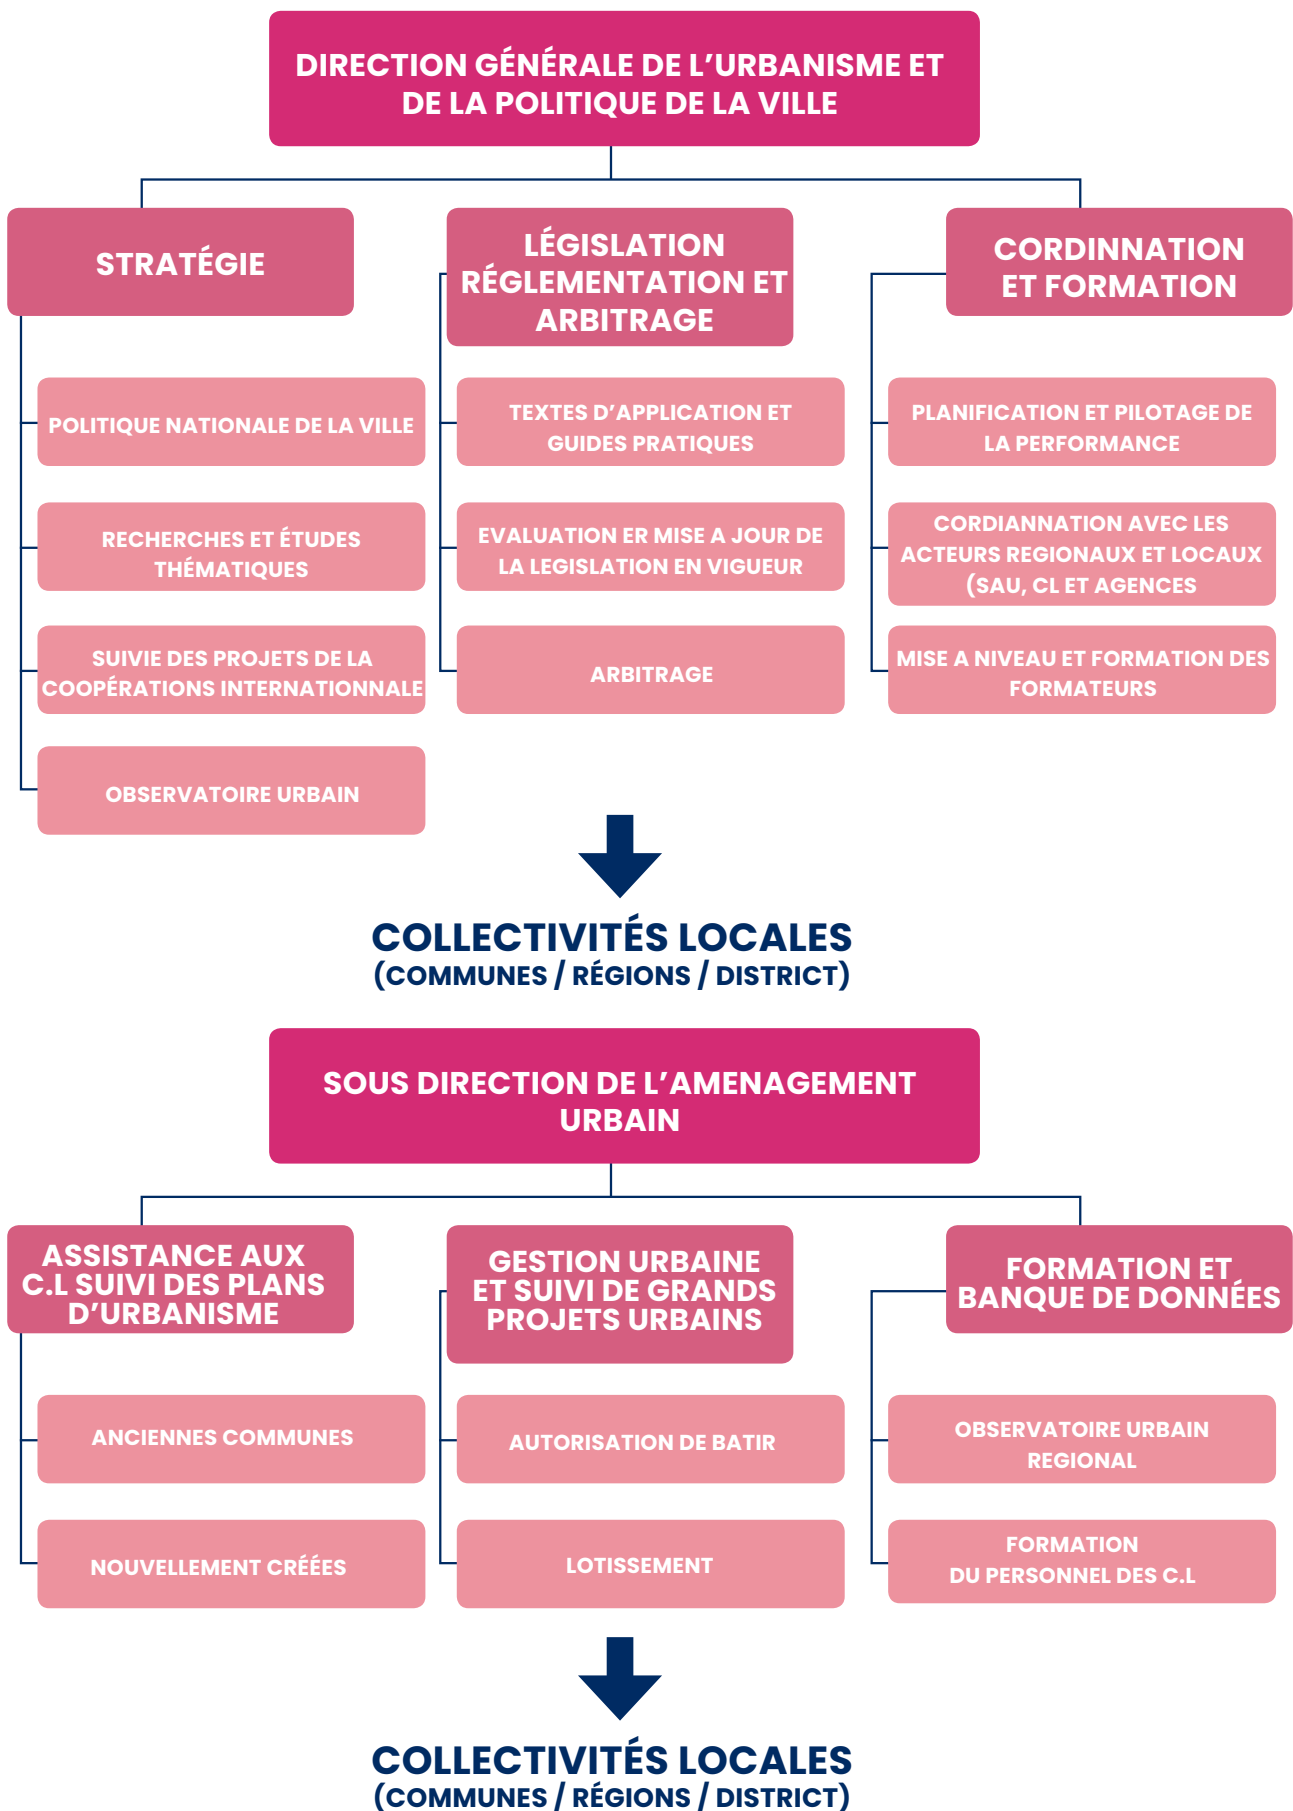 DIRECTION GÉNÉRALE DE L’URBANISME ET
DE LA POLITIQUE DE LA VILLE
STRATÉGIE
POLITIQUE NATIONALE DE LA VILLE
RECHERCHES ET ÉTUDES
THÉMATIQUES
SUIVIE DES PROJETS DE LA
COOPÉRATIONS INTERNATIONNALE
OBSERVATOIRE URBAIN
LÉGISLATION
RÉGLEMENTATION ET
ARBITRAGE
TEXTES D’APPLICATION ET
GUIDES PRATIQUES
EVALUATION ER MISE A JOUR DE
LA LEGISLATION EN VIGUEUR
ARBITRAGE
CORDINNATION
ET FORMATION
PLANIFICATION ET PILOTAGE DE
LA PERFORMANCE
CORDIANNATION AVEC LES
ACTEURS REGIONAUX ET LOCAUX
(SAU, CL ET AGENCES
MISE A NIVEAU ET FORMATION DES
FORMATEURS
COLLECTIVITÉS LOCALES
(COMMUNES / RÉGIONS / DISTRICT)
SOUS DIRECTION DE L’AMENAGEMENT
URBAIN
ASSISTANCE AUX
C.L SUIVI DES PLANS
D’URBANISME
ANCIENNES COMMUNES
NOUVELLEMENT CRÉÉES
GESTION URBAINE
ET SUIVI DE GRANDS
PROJETS URBAINS
AUTORISATION DE BATIR
LOTISSEMENT
FORMATION ET
BANQUE DE DONNÉES
OBSERVATOIRE URBAIN
REGIONAL
FORMATION
DU PERSONNEL DES C.L
COLLECTIVITÉS LOCALES
(COMMUNES / RÉGIONS / DISTRICT)